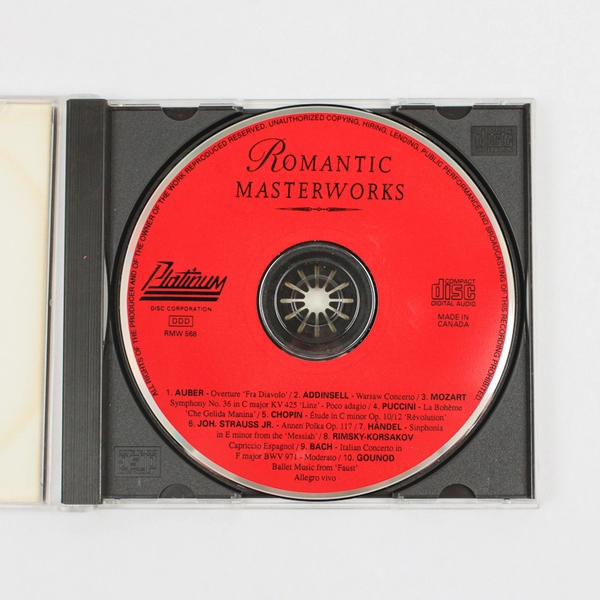 ALL RIGHTS OF THE PRODUCER AND OF THE OWNER OF THE WORK REPRODUCED RESERVED. UNAUTHORIZED COPYING, HIRING, LENDING, PUBLIC PERFORMANCE AND BROADCASTING OF THIS RECORDING PROHIBITED
ROMANTIC
MASTERWORKS
Platinum
DISC CORPORATION
DDD
RMW 568
COMPACT
disc
DIGITAL AUDIO
MADE IN
CANADA
1. AUBER - Overture 'Fra Diavolo'/ 2. ADDINSELL - Warsaw Concerto / 3. MOZART
Symphony No. 36 in C major KV 425 'Linz' - Poco adagio / 4. PUCCINI - La Bohème
'Che Gelida Manina' / 5. CHOPIN - Étude in C minor Op. 10/12 'Révolution'
6. JOH. STRAUSS JR. - Annen Polka Op. 117 / 7. HÄNDEL - Sinphonia
in E minor from the 'Messiah' / 8. RIMSKY-KORSAKOV
Capriccio Espagnol / 9. BACH - Italian Concerto in
F major BWV 971 - Moderato / 10. GOUNOD
Ballet Music from 'Faust'
Allegro vivo